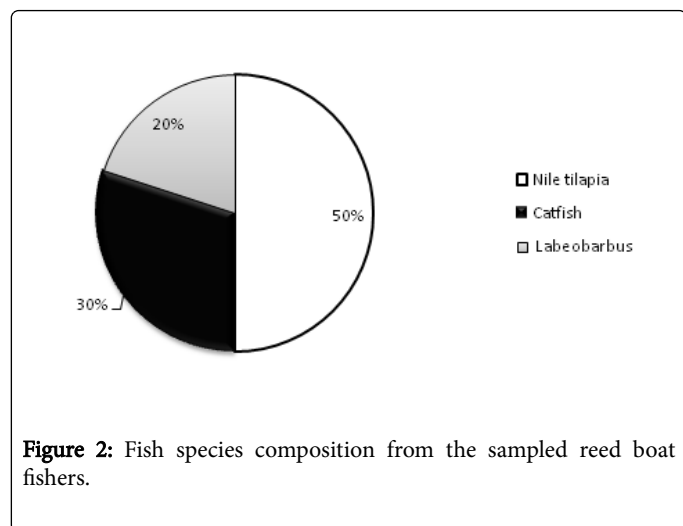 20%
50%
30%
Nile tilapia
Catfish
Labeobarbus
Figure 2: Fish species composition from the sampled reed boat
fishers.